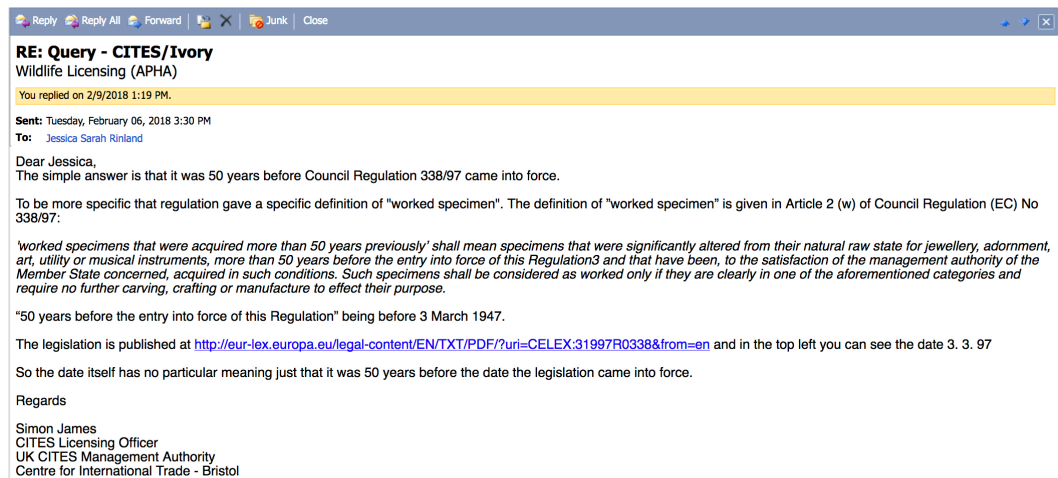 Reply Reply All Forward Junk Close
RE: Query - CITES/Ivory
Wildlife Licensing (APHA)
You replied on 2/9/2018 1:19 PM.
Sent: Tuesday, February 06, 2018 3:30 PM
To: Jessica Sarah Rinland
Dear Jessica,
The simple answer is that it was 50 years before Council Regulation 338/97 came into force.
To be more specific that regulation gave a specific definition of "worked specimen". The definition of "worked specimen" is given in Article 2 (w) of Council Regulation (EC) No
338/97:
'worked specimens that were acquired more than 50 years previously' shall mean specimens that were significantly altered from their natural raw state for jewellery, adornment,
art, utility or musical instruments, more than 50 years before the entry into force of this Regulation3 and that have been, to the satisfaction of the management authority of the
Member State concerned, acquired in such conditions. Such specimens shall be considered as worked only if they are clearly in one of the aforementioned categories and
require no further carving, crafting or manufacture to effect their purpose.
“50 years before the entry into force of this Regulation” being before 3 March 1947.
The legislation is published at http://eur-lex.europa.eu/legal-content/EN/TXT/PDF/?uri=CELEX:31997R0338&from=en and in the top left you can see the date 3. 3. 97
So the date itself has no particular meaning just that it was 50 years before the date the legislation came into force.
Regards
Simon James
CITES Licensing Officer
UK CITES Management Authority
Centre for International Trade - Bristol